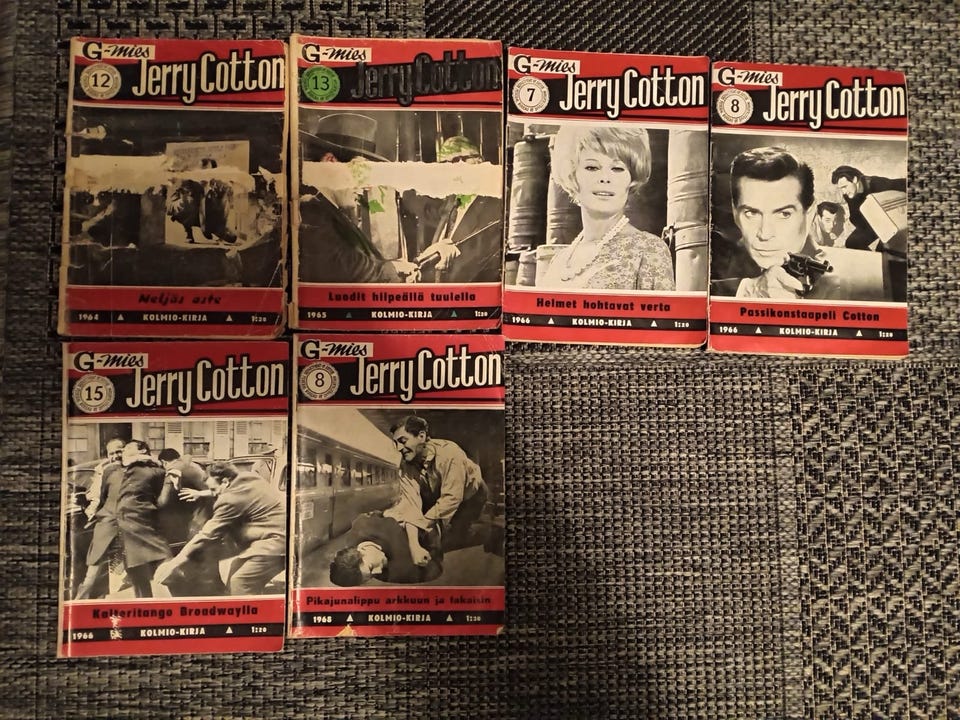 G-mies
12
Jerry Cotton
Neljäs aste
1964 ▲ KOLMIO-KIRJA ▲ 1:20
G-mies
13
Jerry Cotton
Luodit hilpeällä tuulella
1965 ▲ KOLMIO-KIRJA ▲ 1:20
G-mies
7
Jerry Cotton
Helmet hohtavat verta
1966 ▲ KOLMIO-KIRJA ▲ 1:20
G-mies
8
Jerry Cotton
Passikonstaapeli Cotton
1966 ▲ KOLMIO-KIRJA ▲ 1:20
G-mies
15
Jerry Cotton
Kalteritango Broadwaylla
1966 ▲ KOLMIO-KIRJA ▲ 1:20
G-mies
8
Jerry Cotton
Pikajunalippu arkkuun ja takaisin
1968 ▲ KOLMIO-KIRJA ▲ 1:20